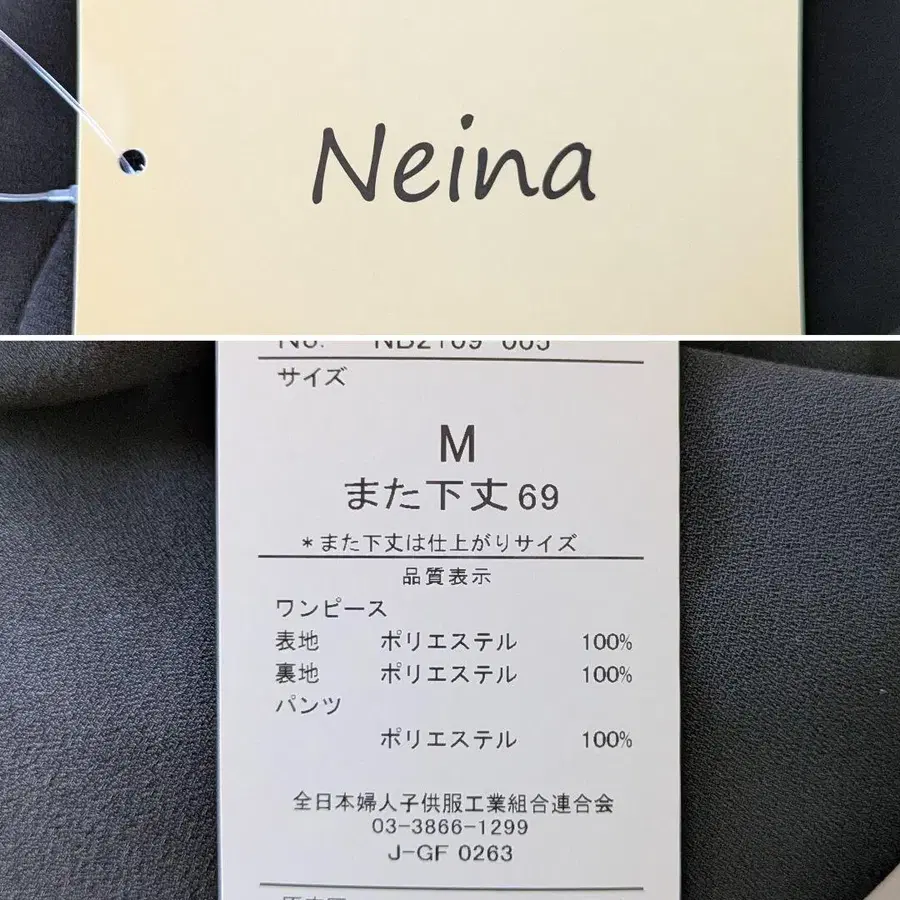 Neina
No. ND2109-005
サイズ
M
また下丈69
*また下丈は仕上がりサイズ
品質表示
ワンピース
表地 ポリエステル 100%
裏地 ポリエステル 100%
パンツ
ポリエステル 100%
全日本婦人子供服工業組合連合会
03-3866-1299
J-GF 0263